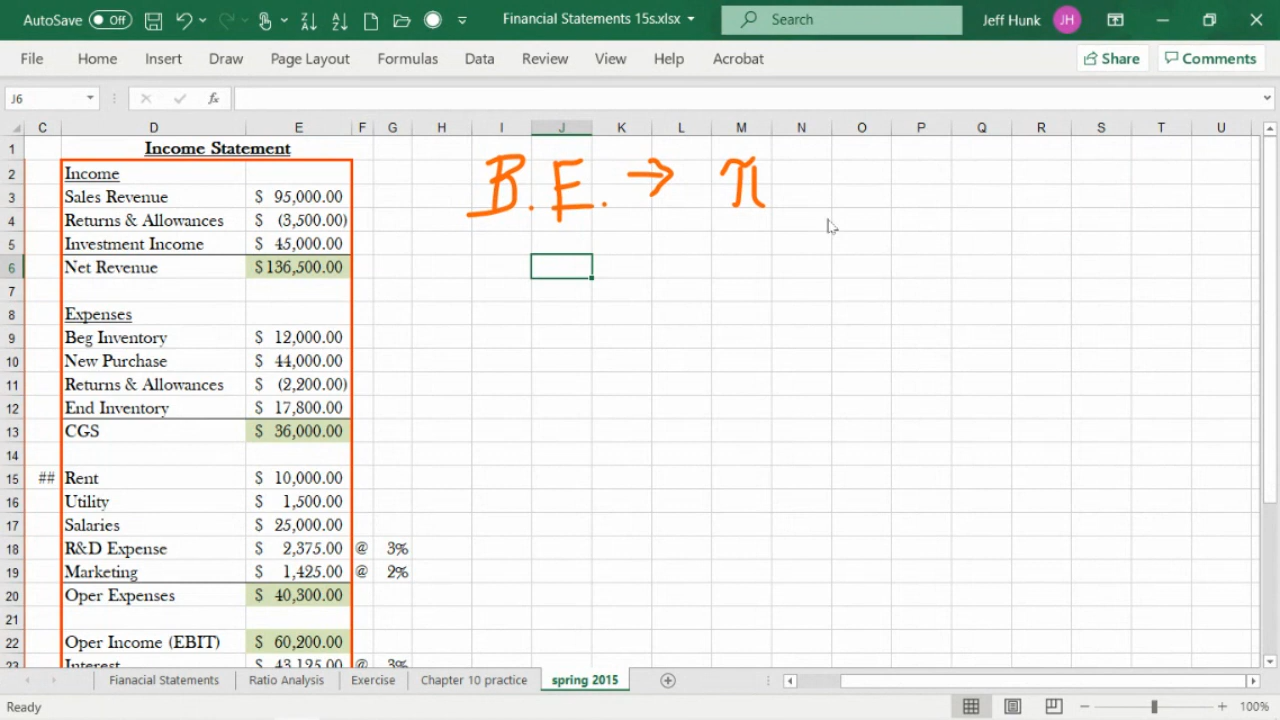 AutoSave Off Financial Statements 15s.xlsx Search Jeff Hunk JH
File Home Insert Draw Page Layout Formulas Data Review View Help Acrobat Share Comments
J6 fx
C D E F G H I J K L M N O P Q R S T U
1 Income Statement
2 Income
3 Sales Revenue $ 95,000.00
4 Returns & Allowances $ (3,500.00)
5 Investment Income $ 45,000.00
6 Net Revenue $136,500.00
B.E. → π
7
8 Expenses
9 Beg Inventory $ 12,000.00
10 New Purchase $ 44,000.00
11 Returns & Allowances $ (2,200.00)
12 End Inventory $ 17,800.00
13 CGS $ 36,000.00
14
15 ## Rent $ 10,000.00
16 Utility $ 1,500.00
17 Salaries $ 25,000.00
18 R&D Expense $ 2,375.00 @ 3%
19 Marketing $ 1,425.00 @ 2%
20 Oper Expenses $ 40,300.00
21
22 Oper Income (EBIT) $ 60,200.00
23 Interest $ 43,125.00 @ 3%
Fianacial Statements Ratio Analysis Exercise Chapter 10 practice spring 2015
Ready 100%